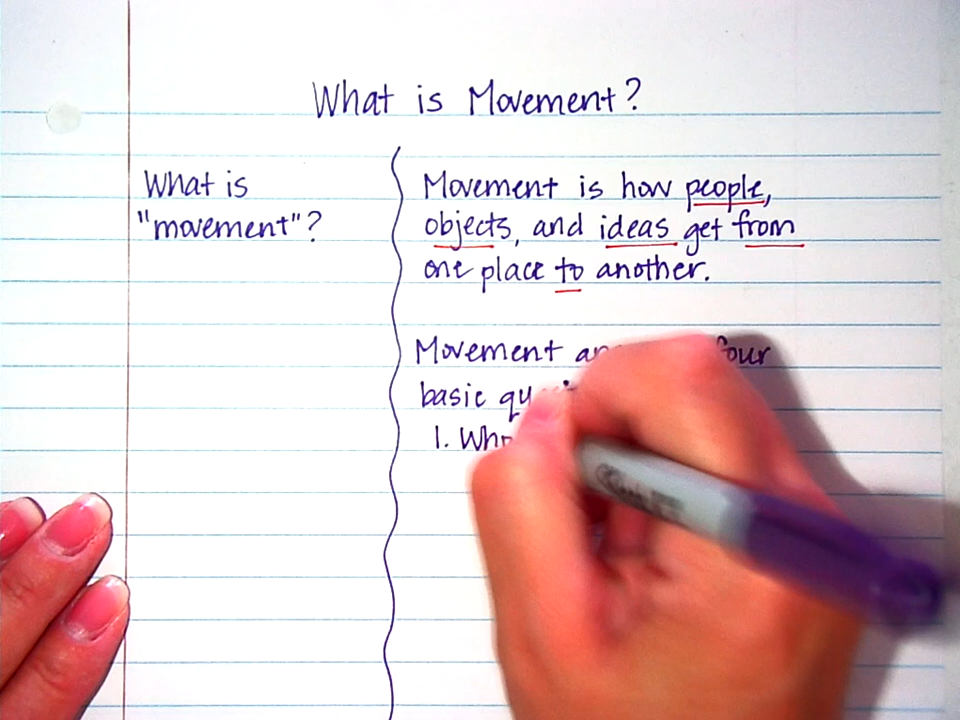 What is Movement?
What is
"movement"?
Movement is how people,
objects, and ideas get from
one place to another.
Movement four
basic
1.